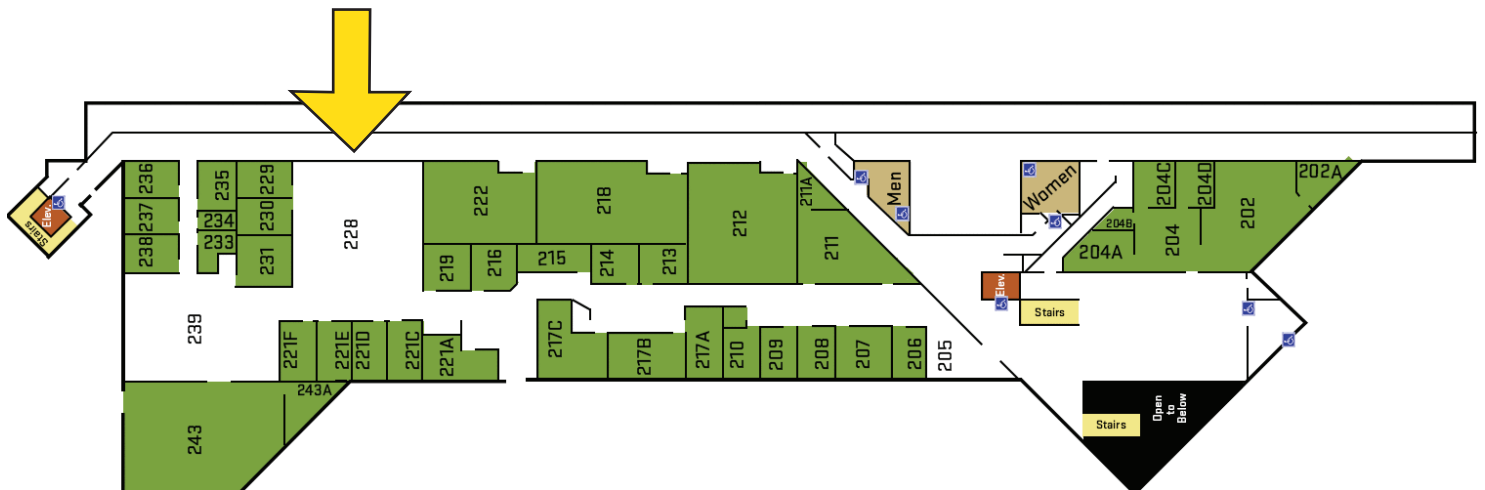 236
237
238
235
234
233
229
230
231
228
222
218
212
211A
211
Men
Women
204C
204D
202
202A
204B
204A
204
Elev.
Stairs
219
216
215
214
213
Elev.
Stairs
239
221F
221E
221D
221C
221A
217C
217B
217A
210
209
208
207
206
205
243A
243
Open
to
Below
Stairs